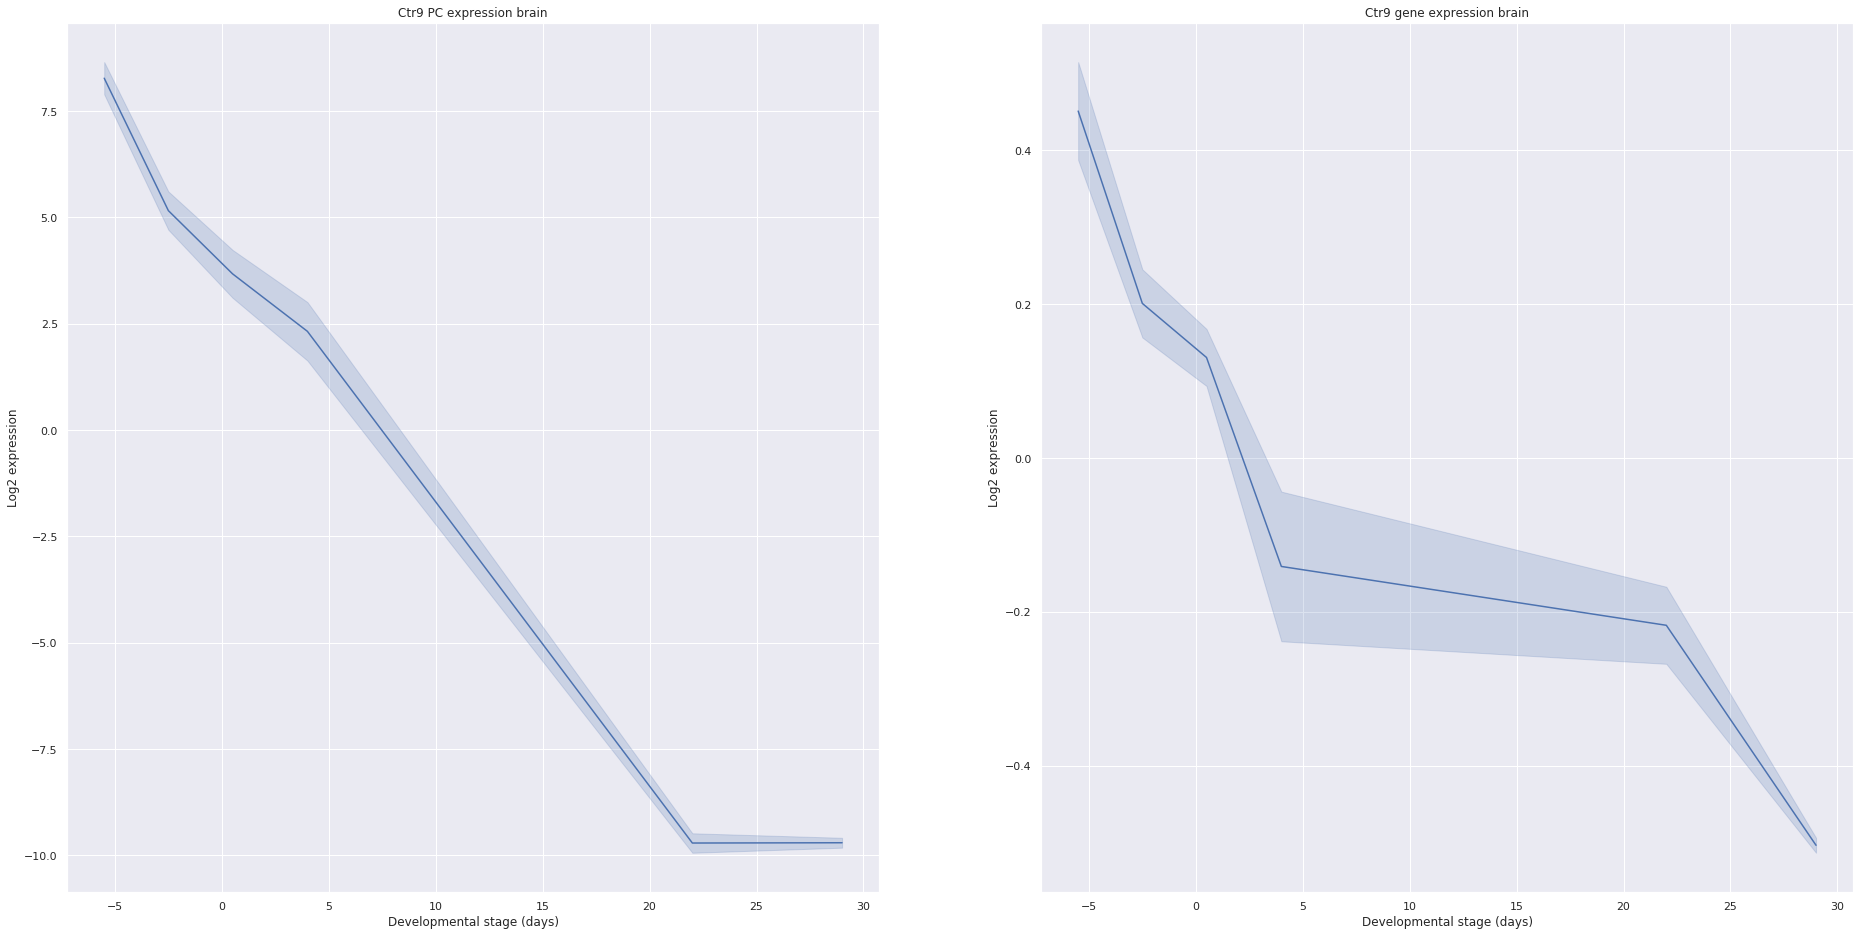 Ctr9 PC expression brain
7.5
5.0
2.5
0.0
−2.5
−5.0
−7.5
−10.0
Log2 expression
−5 0 5 10 15 20 25 30
Developmental stage (days)
Ctr9 gene expression brain
0.4
0.2
0.0
−0.2
−0.4
Log2 expression
−5 0 5 10 15 20 25 30
Developmental stage (days)